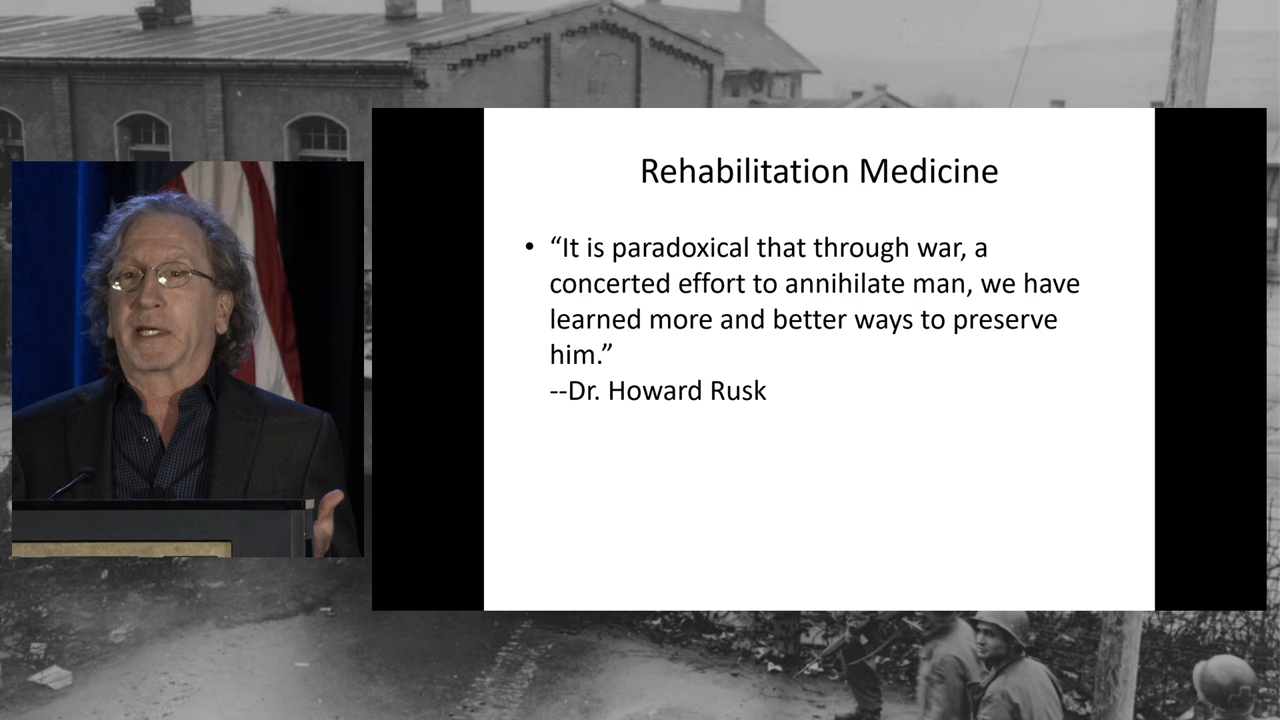 Rehabilitation Medicine
• “It is paradoxical that through war, a
concerted effort to annihilate man, we have
learned more and better ways to preserve
him.”
--Dr. Howard Rusk